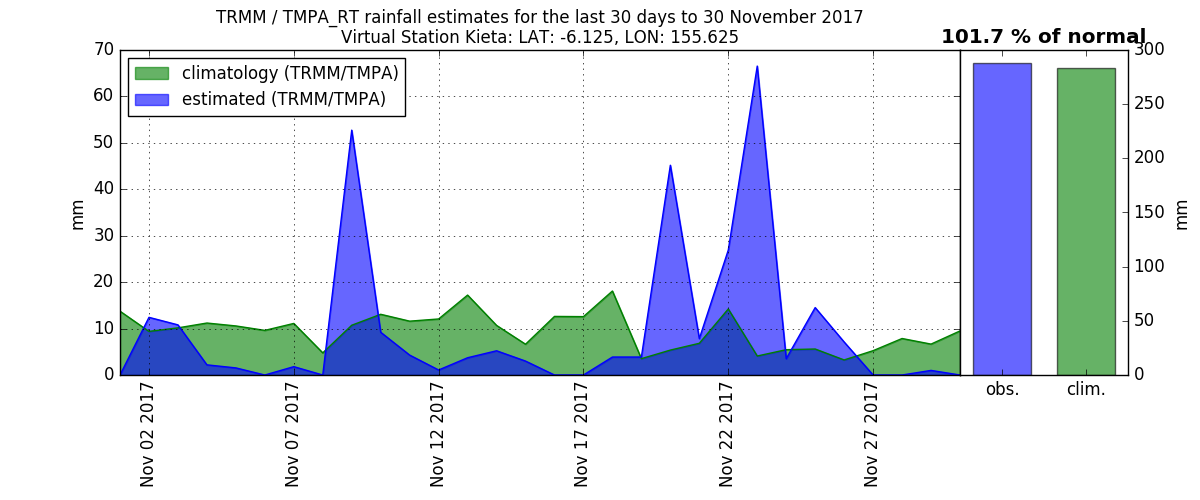 TRMM / TMPA_RT rainfall estimates for the last 30 days to 30 November 2017
Virtual Station Kieta: LAT: -6.125, LON: 155.625
101.7 % of normal
climatology (TRMM/TMPA)
estimated (TRMM/TMPA)
70
60
50
40
30
20
10
0
mm
Nov 02 2017
Nov 07 2017
Nov 12 2017
Nov 17 2017
Nov 22 2017
Nov 27 2017
300
250
200
150
100
50
0
mm
obs.
clim.